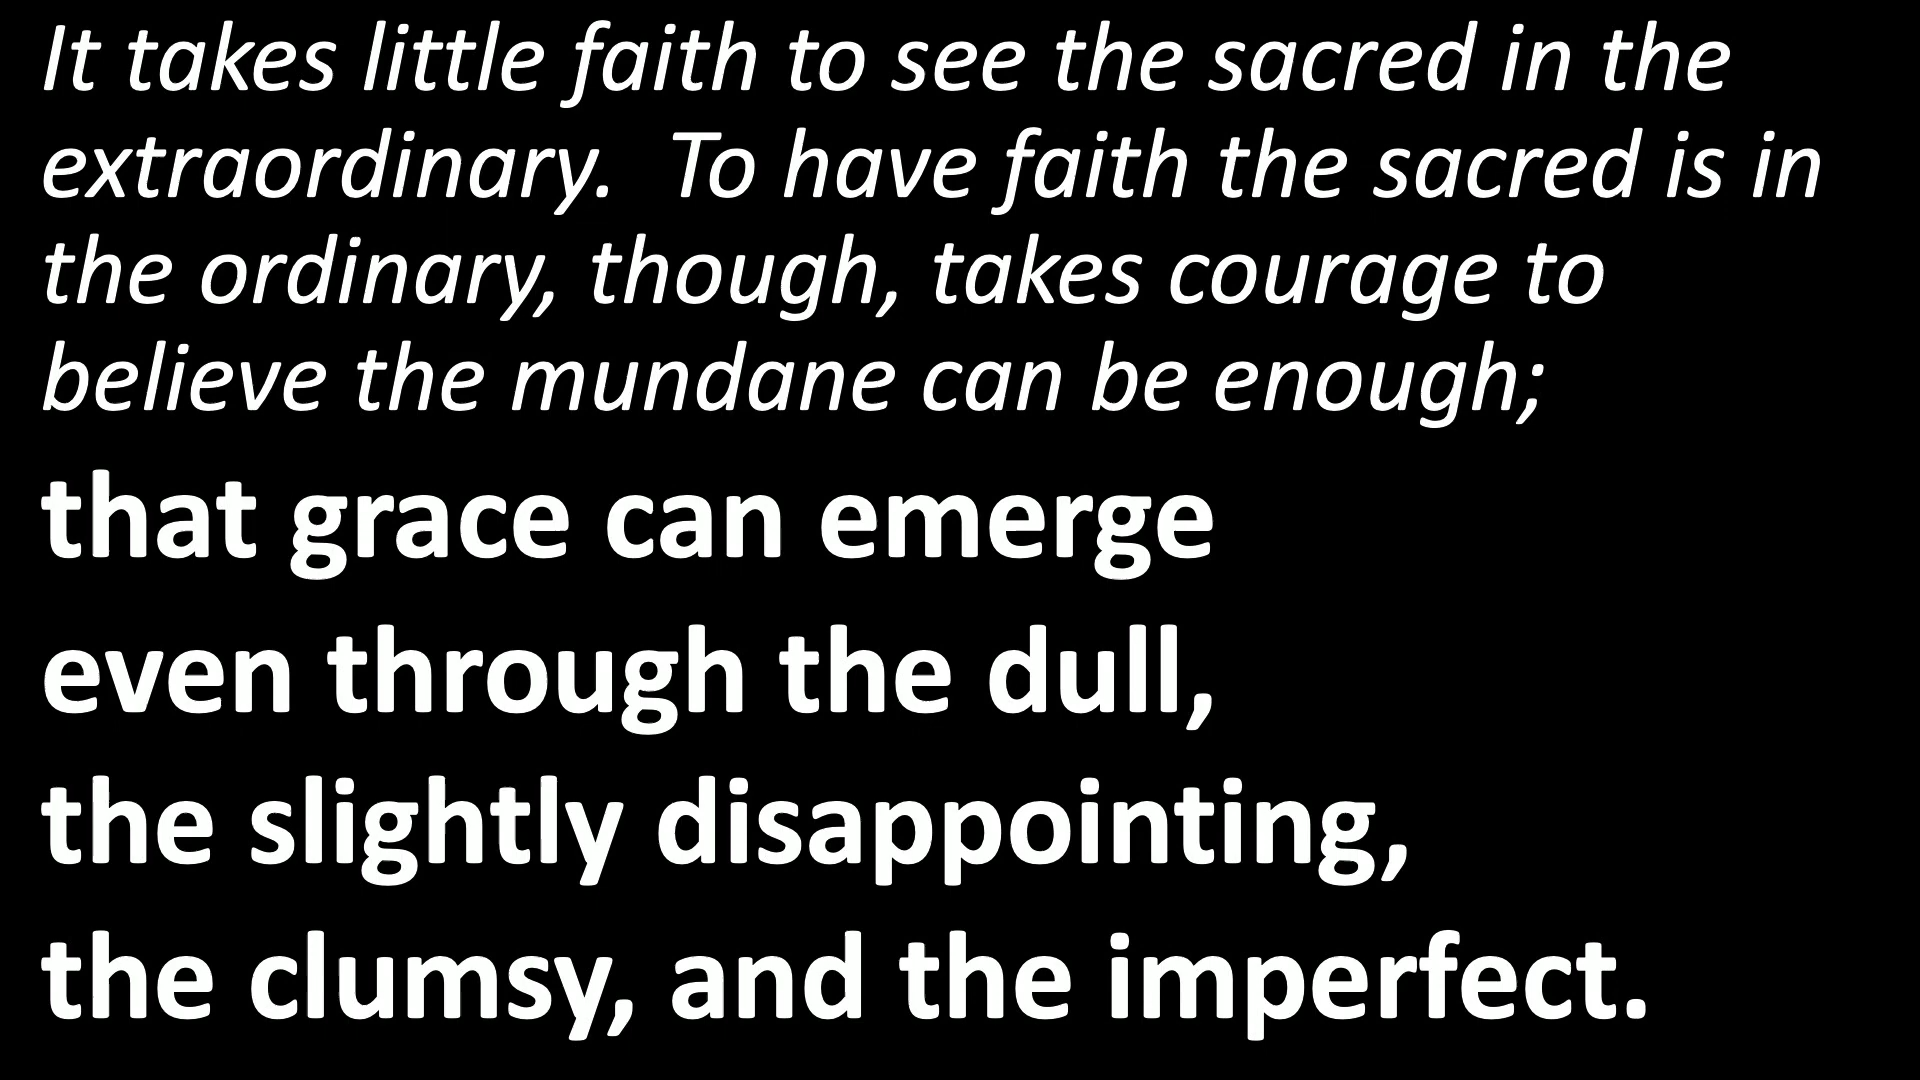 It takes little faith to see the sacred in the
extraordinary.  To have faith the sacred is in
the ordinary, though, takes courage to
believe the mundane can be enough;
that grace can emerge
even through the dull,
the slightly disappointing,
the clumsy, and the imperfect.